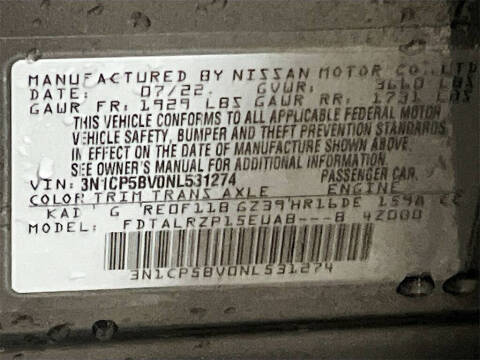 MANUFACTURED BY NISSAN MOTOR CO., LTD
DATE: 07/22. GVWR: 3660 LBS
GAWR FR: 1929 LBS GAWR RR: 1731 LBS
THIS VEHICLE CONFORMS TO ALL APPLICABLE FEDERAL MOTOR
VEHICLE SAFETY, BUMPER AND THEFT PREVENTION STANDARDS
IN EFFECT ON THE DATE OF MANUFACTURE SHOWN ABOVE.
SEE OWNER'S MANUAL FOR ADDITIONAL INFORMATION.
VIN: 3N1CP5BV0NL531274 PASSENGER CAR
COLOR TRIM TRANS AXLE ENGINE
KAD G RE0F11B GZ39 HR16DE 1598 CC
MODEL: FDTALRZP15EUAB---B 4Z000
3N1CP5BV0NL531274